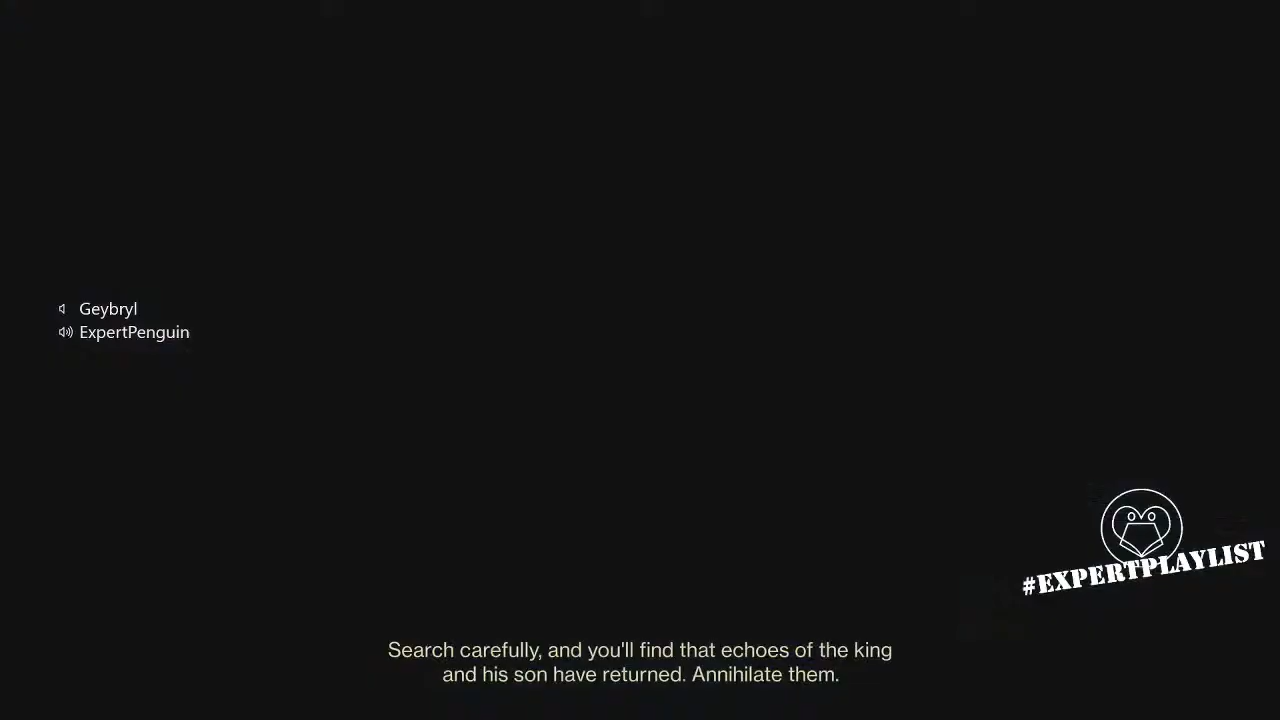 Geybryl
ExpertPenguin
#EXPERTPLAYLIST
Search carefully, and you'll find that echoes of the king
and his son have returned. Annihilate them.